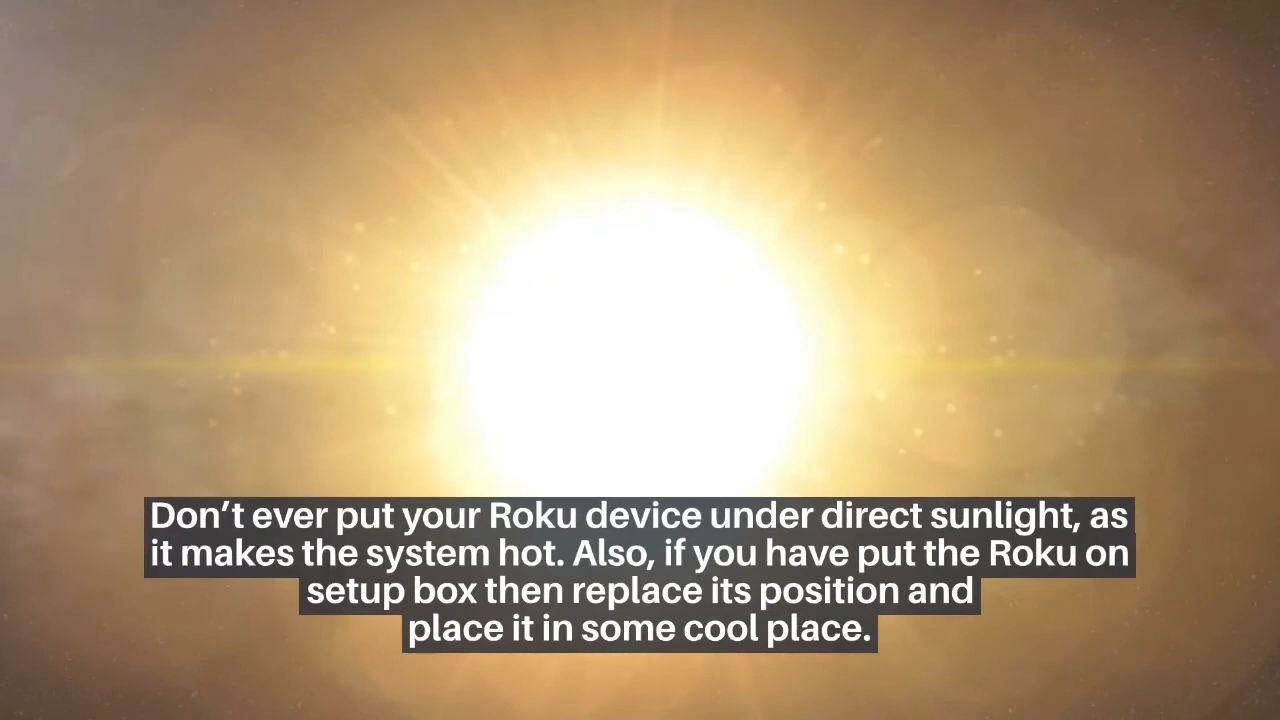 Don’t ever put your Roku device under direct sunlight, as
it makes the system hot. Also, if you have put the Roku on
setup box then replace its position and
place it in some cool place.